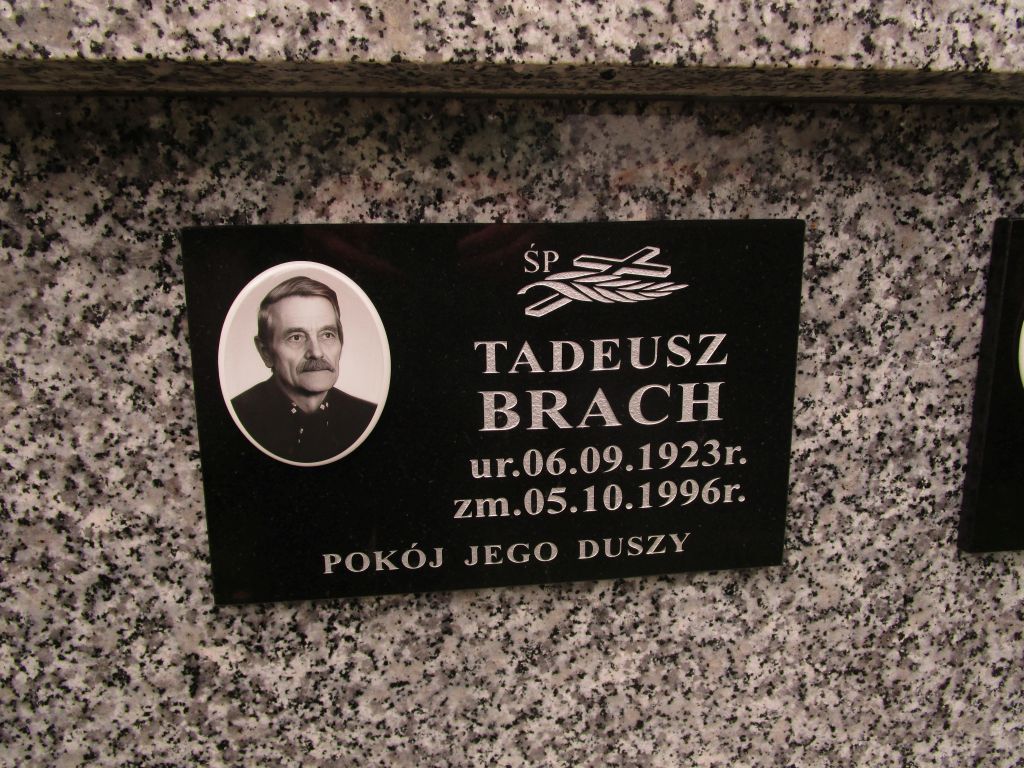 ŚP
TADEUSZ
BRACH
ur.06.09.1923r.
zm.05.10.1996r.
POKÓJ JEGO DUSZY